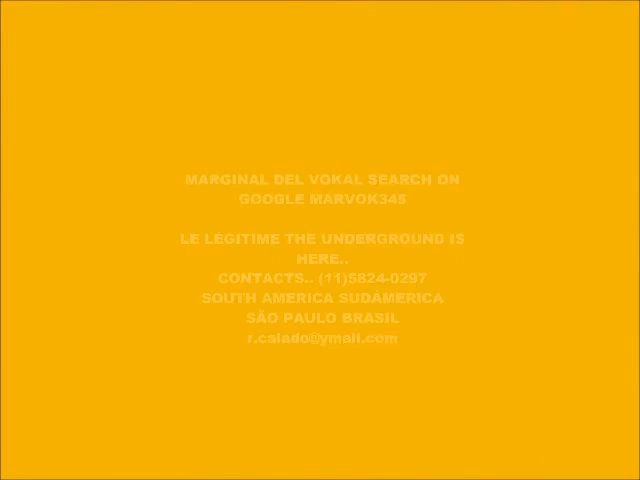 MARGINAL DEL VOKAL SEARCH ON
GOOGLE MARVOK345
LE LEGITIME THE UNDERGROUND IS
HERE..
CONTACTS.. (11)5824-0297
SOUTH AMERICA SUDAMERICA
SÃO PAULO BRASIL
r.calado@ymail.com